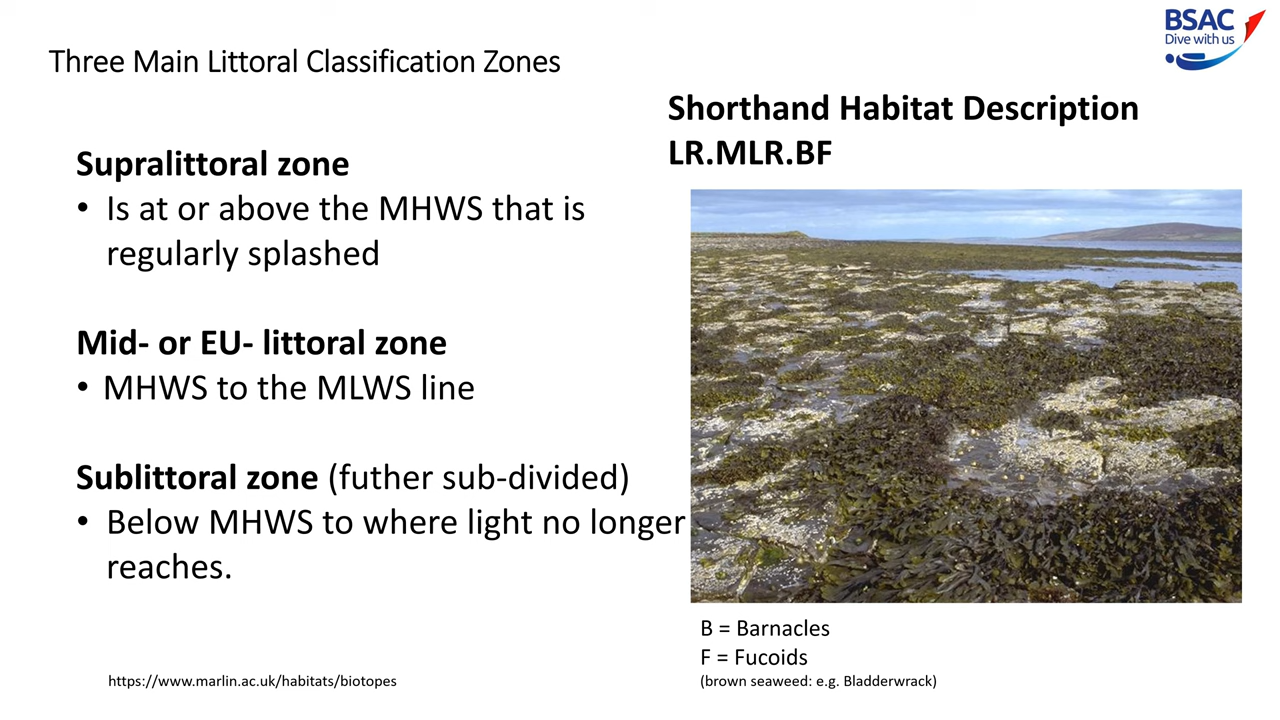 BSAC
Dive with us
Three Main Littoral Classification Zones
Supralittoral zone
• Is at or above the MHWS that is
regularly splashed
Mid- or EU- littoral zone
• MHWS to the MLWS line
Sublittoral zone (futher sub-divided)
• Below MHWS to where light no longer
reaches.
https://www.marlin.ac.uk/habitats/biotopes
Shorthand Habitat Description
LR.MLR.BF
B = Barnacles
F = Fucoids
(brown seaweed: e.g. Bladderwrack)